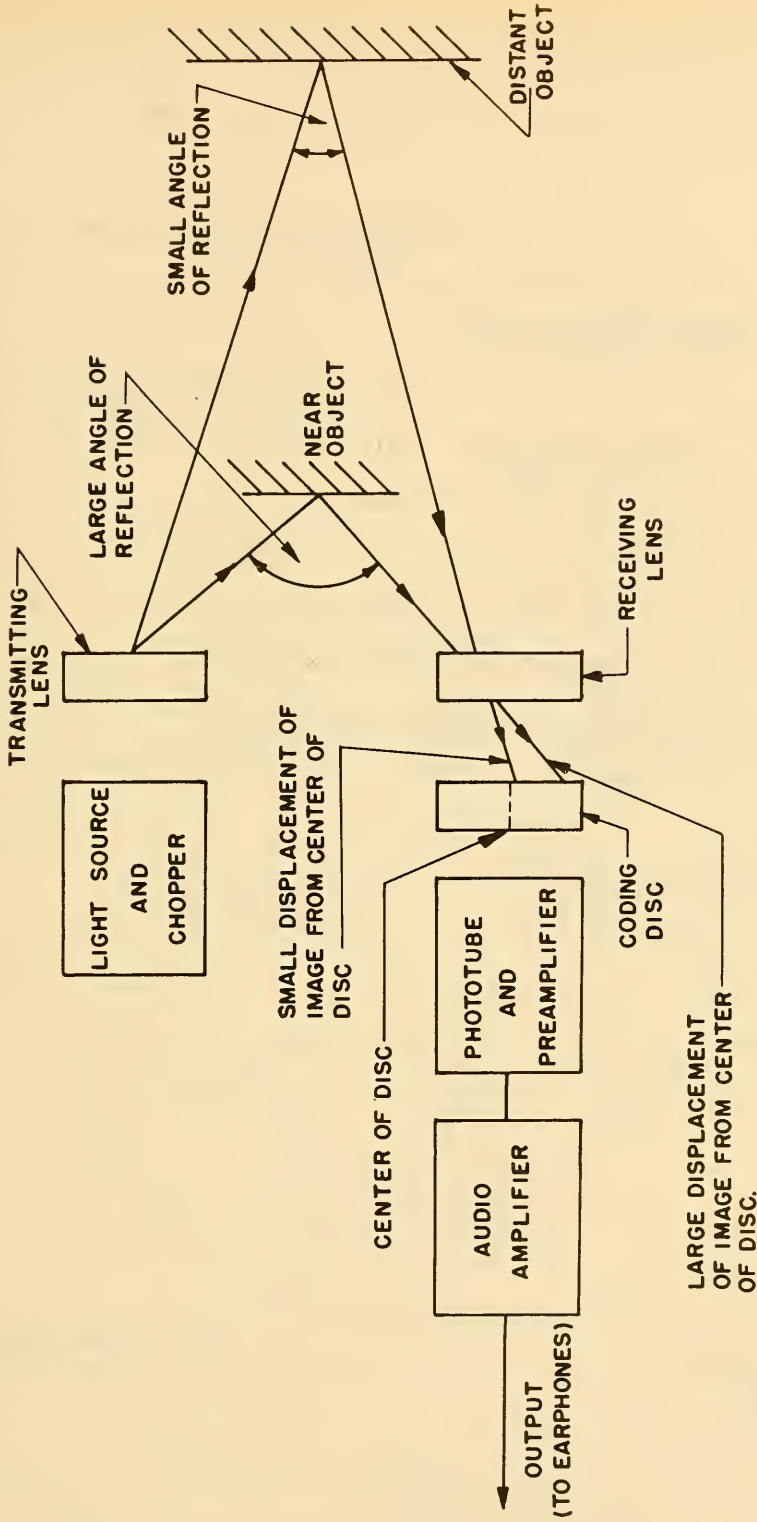 TRANSMITTING
LENS
LARGE ANGLE OF
REFLECTION
SMALL ANGLE
OF REFLECTION
LIGHT SOURCE
AND
CHOPPER
NEAR
OBJECT
DISTANT
OBJECT
SMALL DISPLACEMENT OF
IMAGE FROM CENTER OF
DISC
CENTER OF DISC
AUDIO
AMPLIFIER
PHOTOTUBE
AND
PREAMPLIFIER
OUTPUT
(TO EARPHONES)
CODING
DISC
RECEIVING
LENS
LARGE DISPLACEMENT
OF IMAGE FROM CENTER
OF DISC.